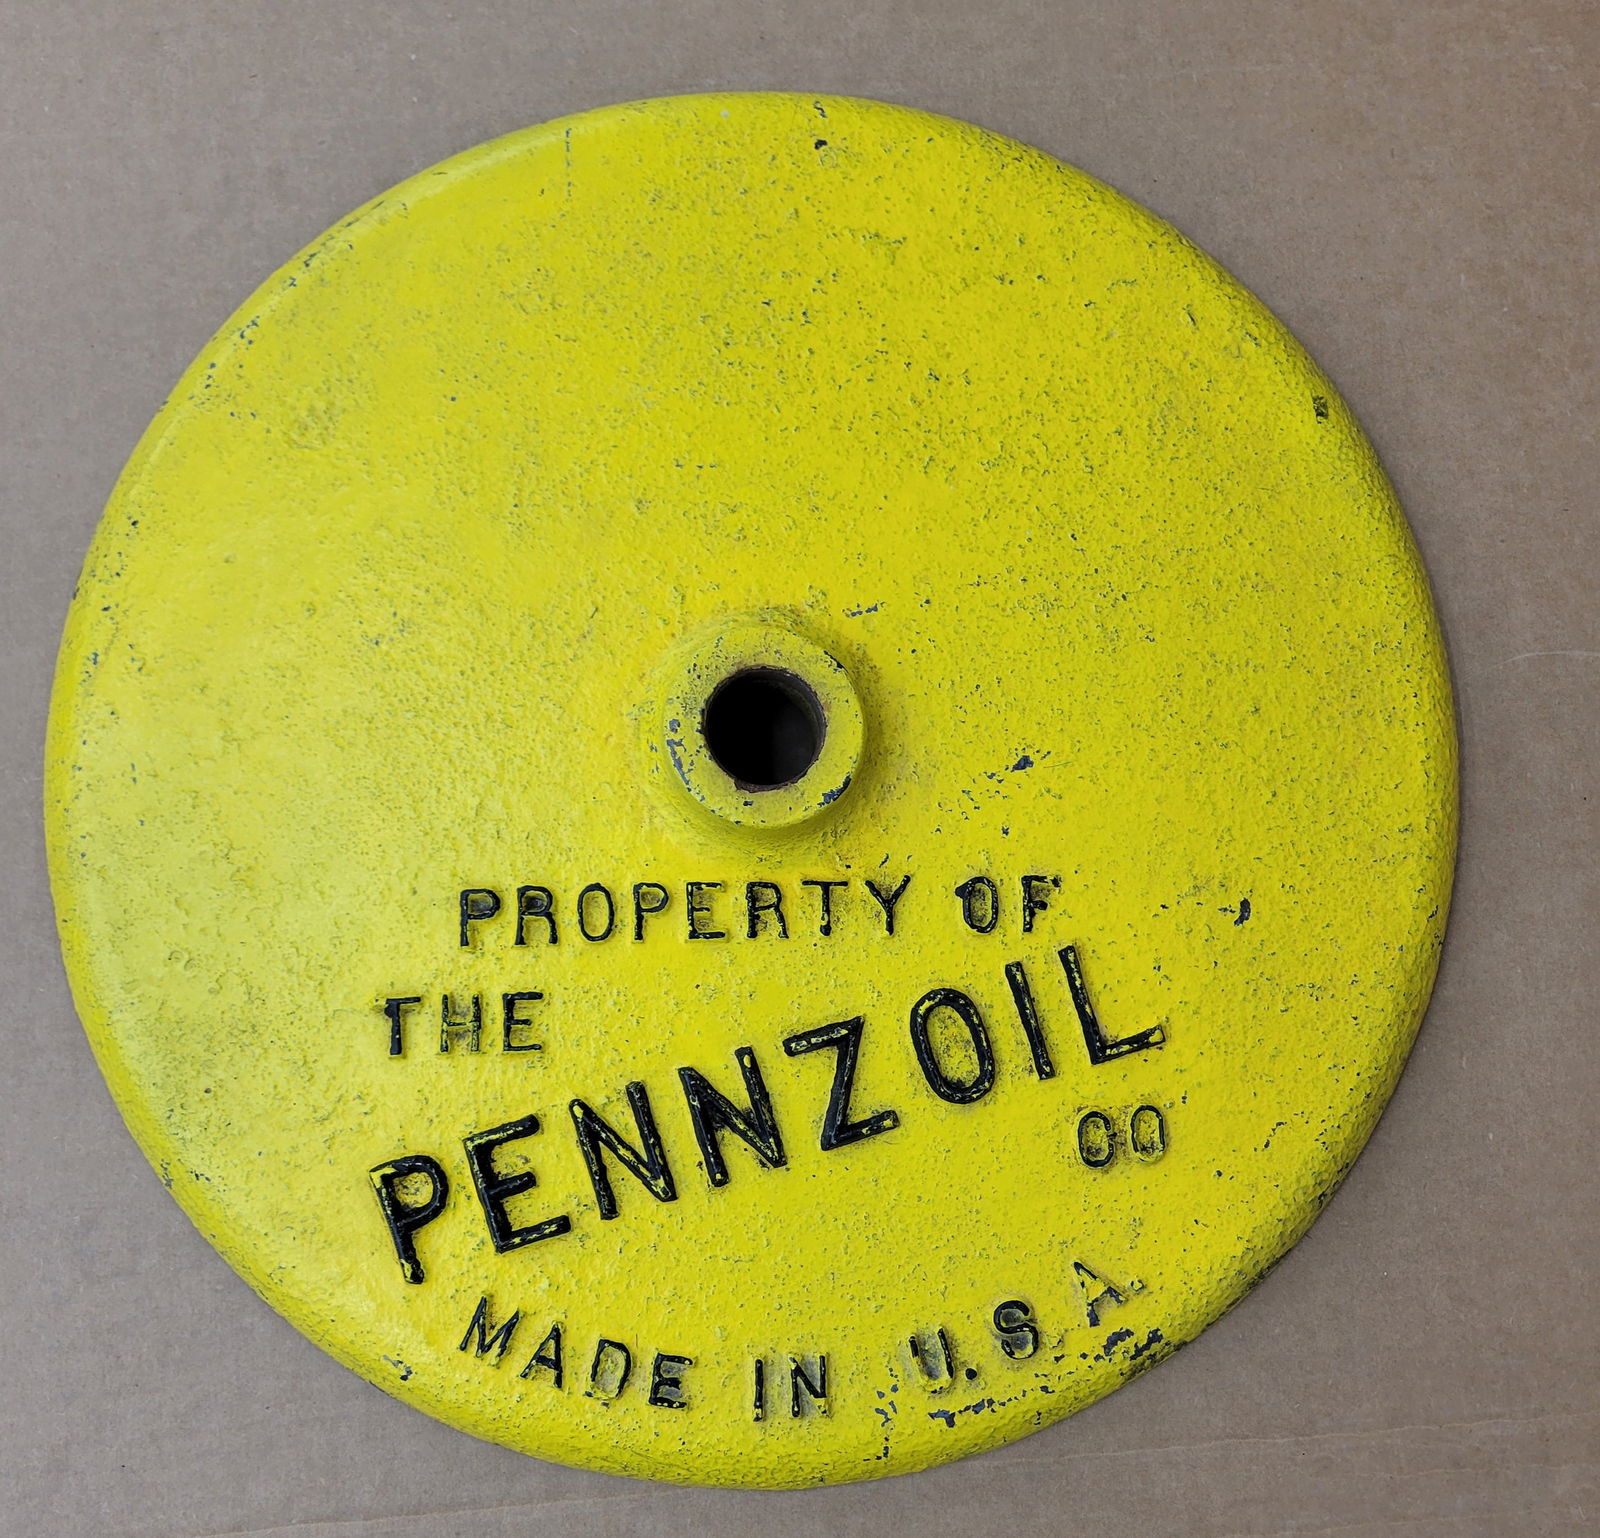 PROPERTY OF
THE
PENNZOIL
CO
MADE IN U.S.A.